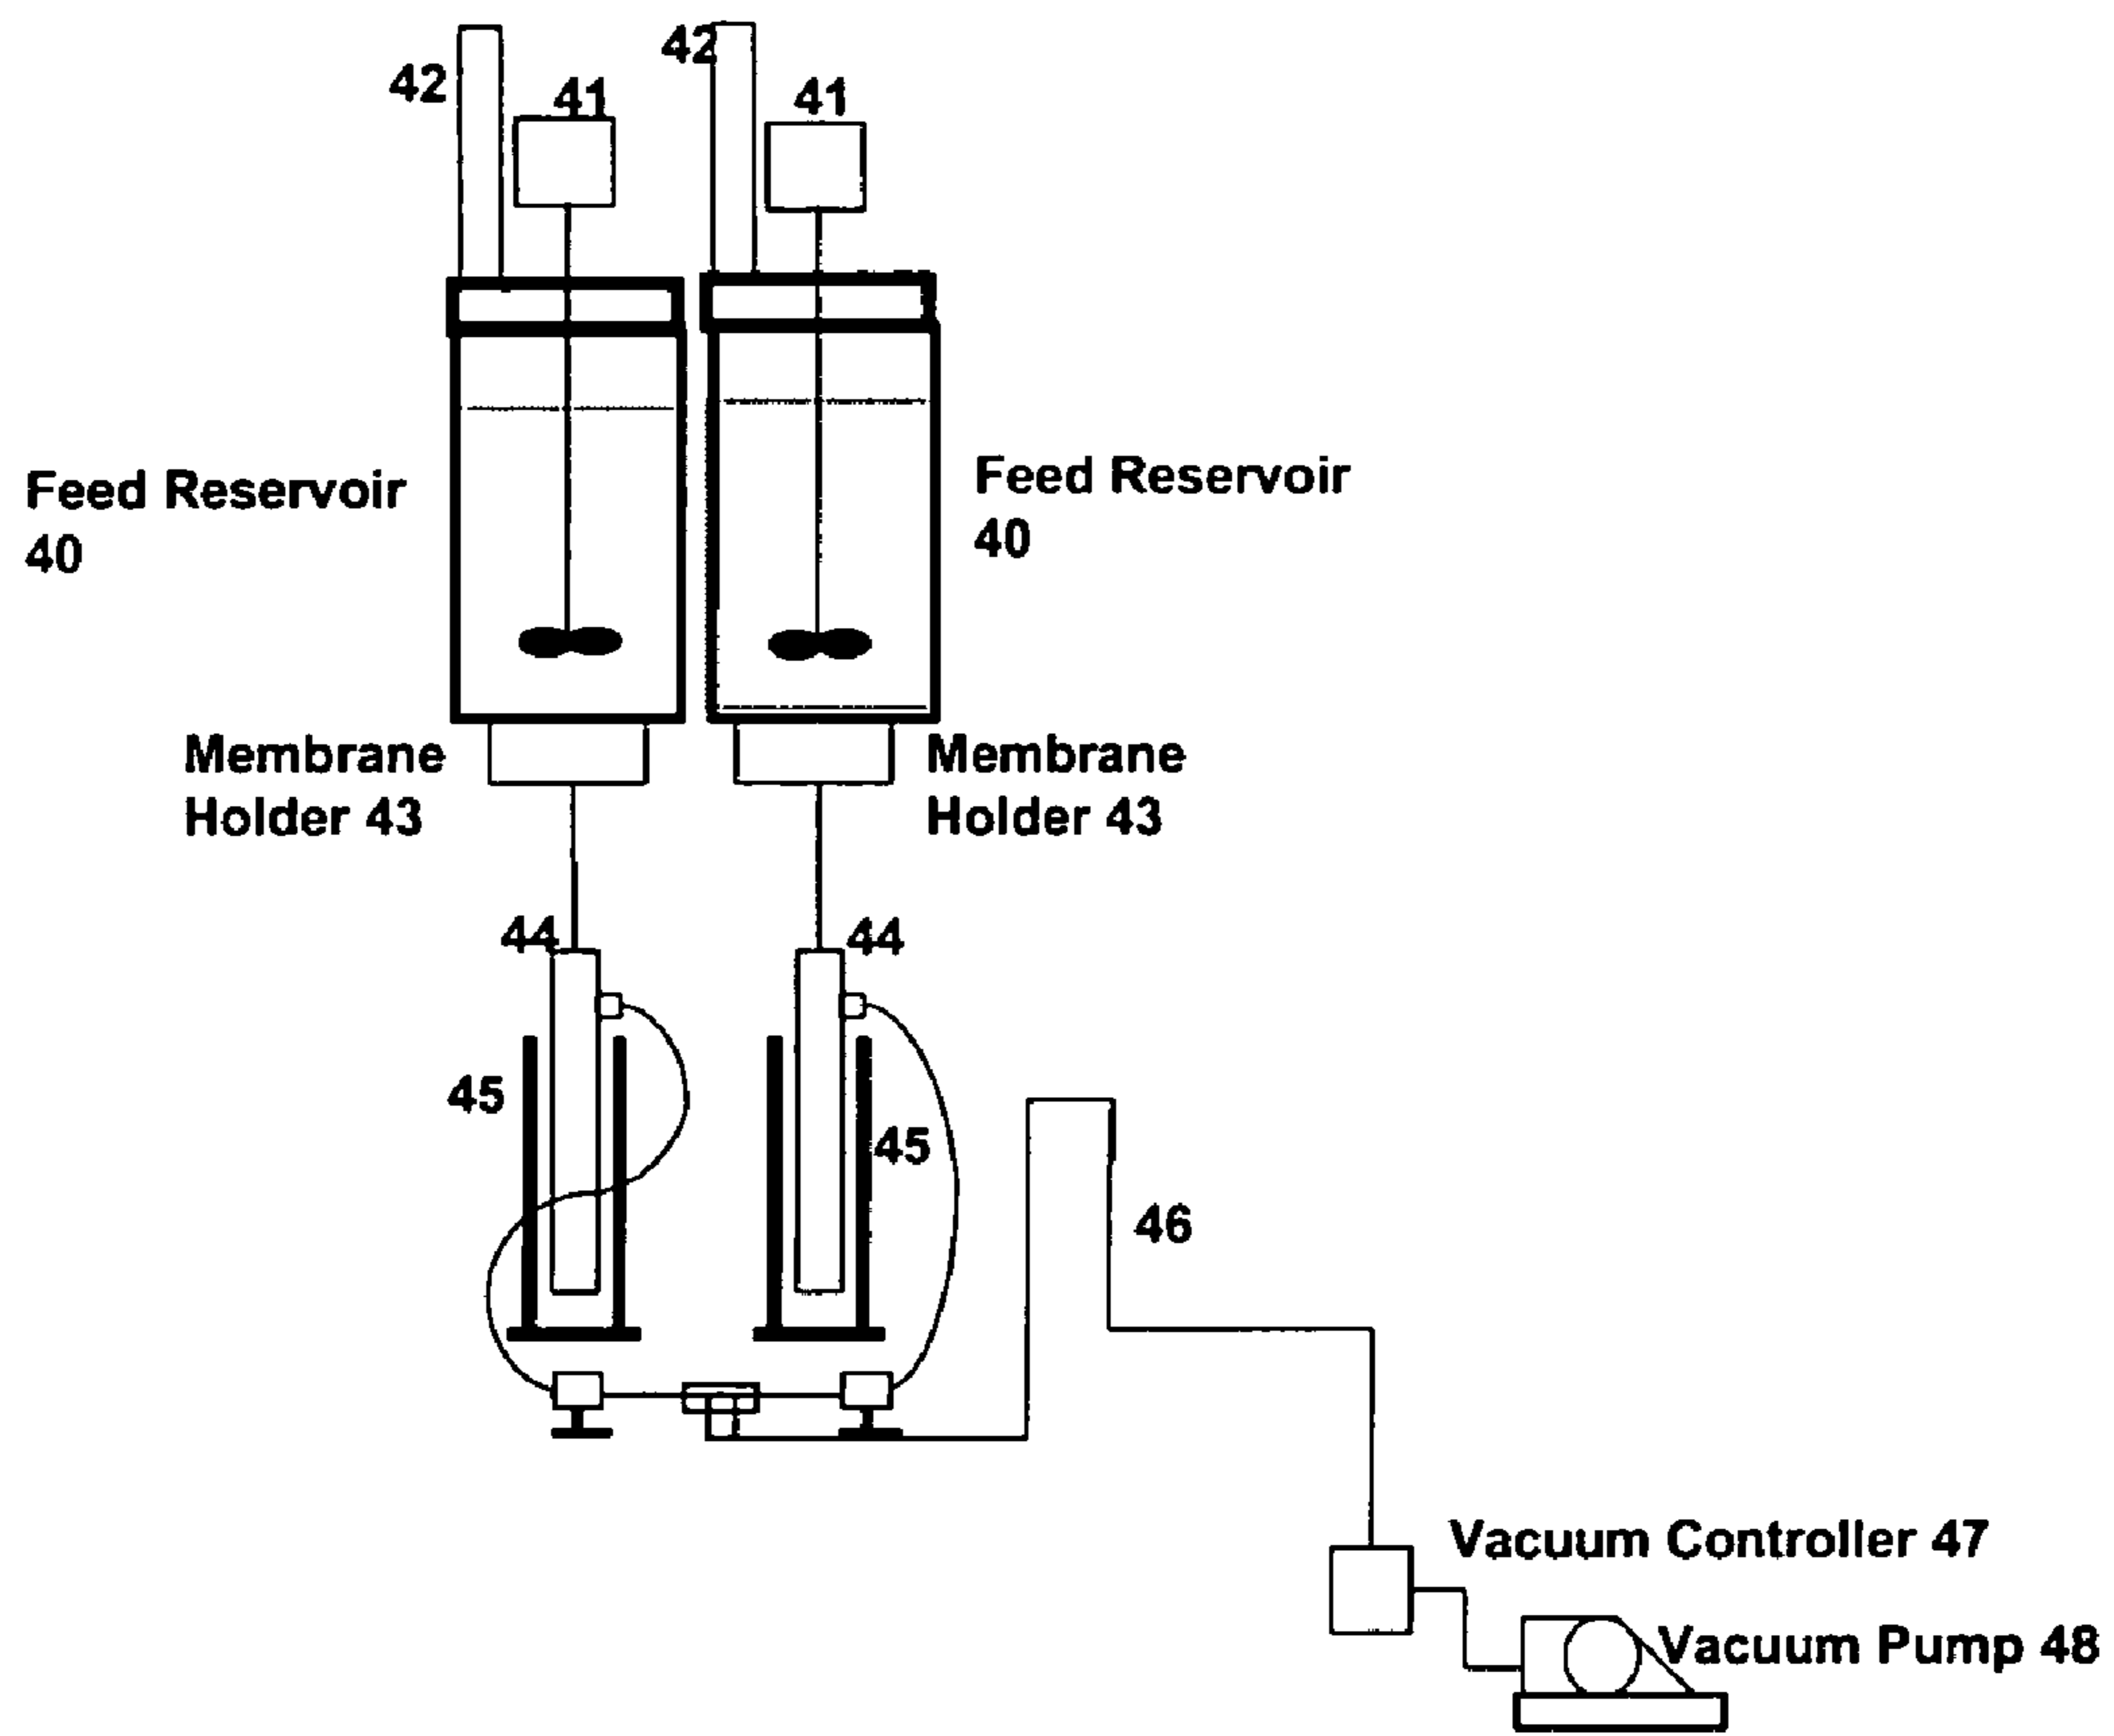 42
42
41
41
Feed Reservoir
40
Feed Reservoir
40
Membrane
Holder 43
Membrane
Holder 43
44
44
45
45
46
Vacuum Controller 47
Vacuum Pump 48